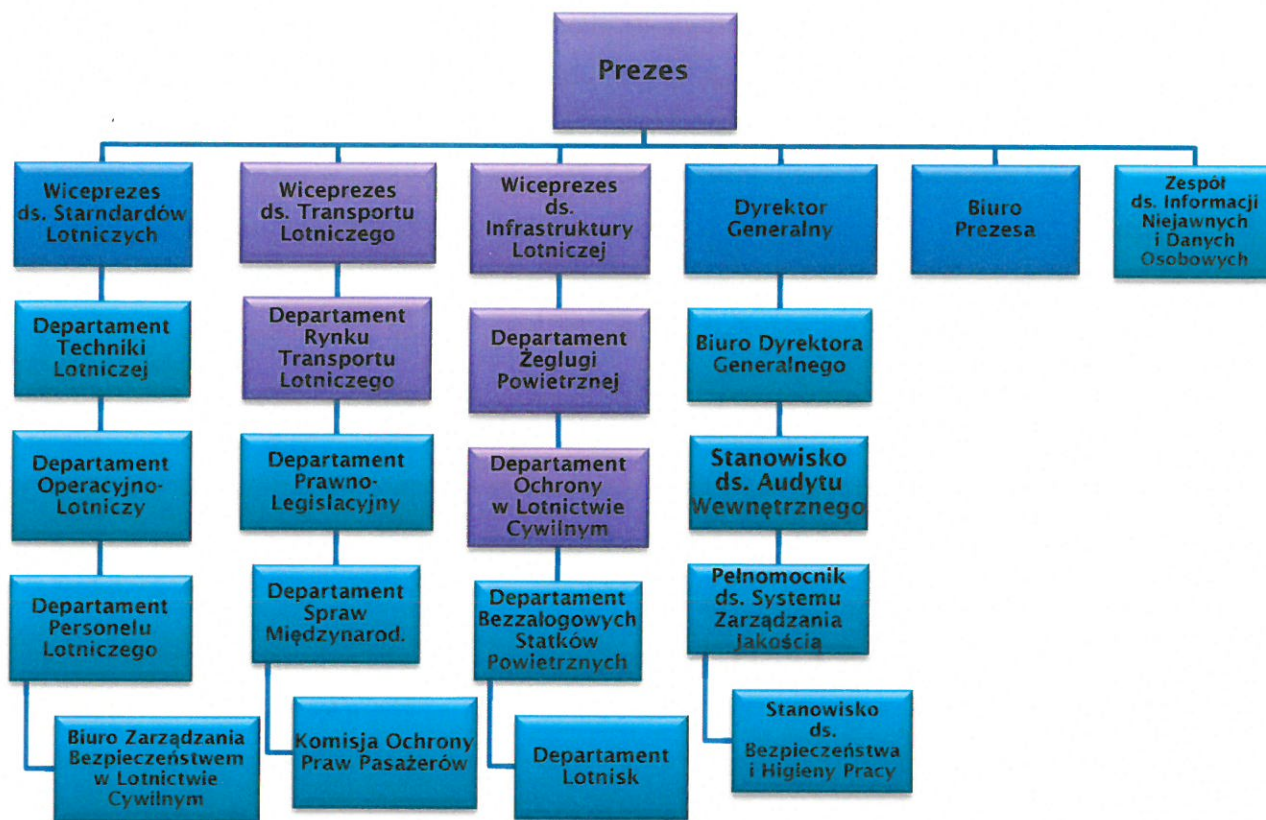 Prezes
Wiceprezes
ds. Starndardów
Lotniczych
Wiceprezes
ds. Transportu
Lotniczego
Wiceprezes
ds.
Infrastruktury
Lotniczej
Dyrektor
Generalny
Biuro
Prezesa
Zespół
ds. Informacji
Niejawnych
i Danych
Osobowych
Departament
Techniki
Lotniczej
Departament
Rynku
Transportu
Lotniczego
Departament
Żeglugi
Powietrznej
Biuro Dyrektora
Generalnego
Departament
Operacyjno-
Lotniczy
Departament
Prawno-
Legislacyjny
Departament
Ochrony
w Lotnictwie
Cywilnym
Stanowisko
ds. Audytu
Wewnętrznego
Departament
Personelu
Lotniczego
Departament
Spraw
Międzynarod.
Departament
Bezzałogowych
Statków
Powietrznych
Pełnomocnik
ds. Systemu
Zarządzania
Jakością
Biuro Zarządzania
Bezpieczeństwem
w Lotnictwie
Cywilnym
Komisja Ochrony
Praw Pasażerów
Departament
Lotnisk
Stanowisko
ds.
Bezpieczeństwa
i Higieny Pracy